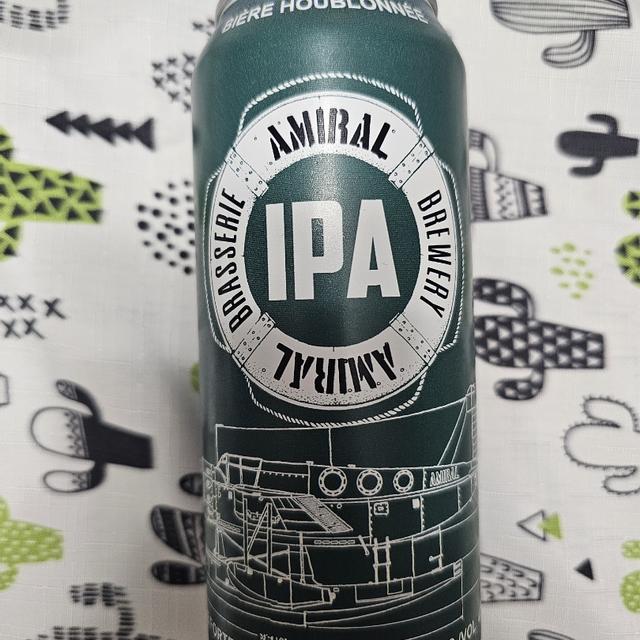 BIÈRE HOUBLONNÉE
AMIRAL
BRASSERIE
BREWERY
IPA
AMIRAL
AMIRAL